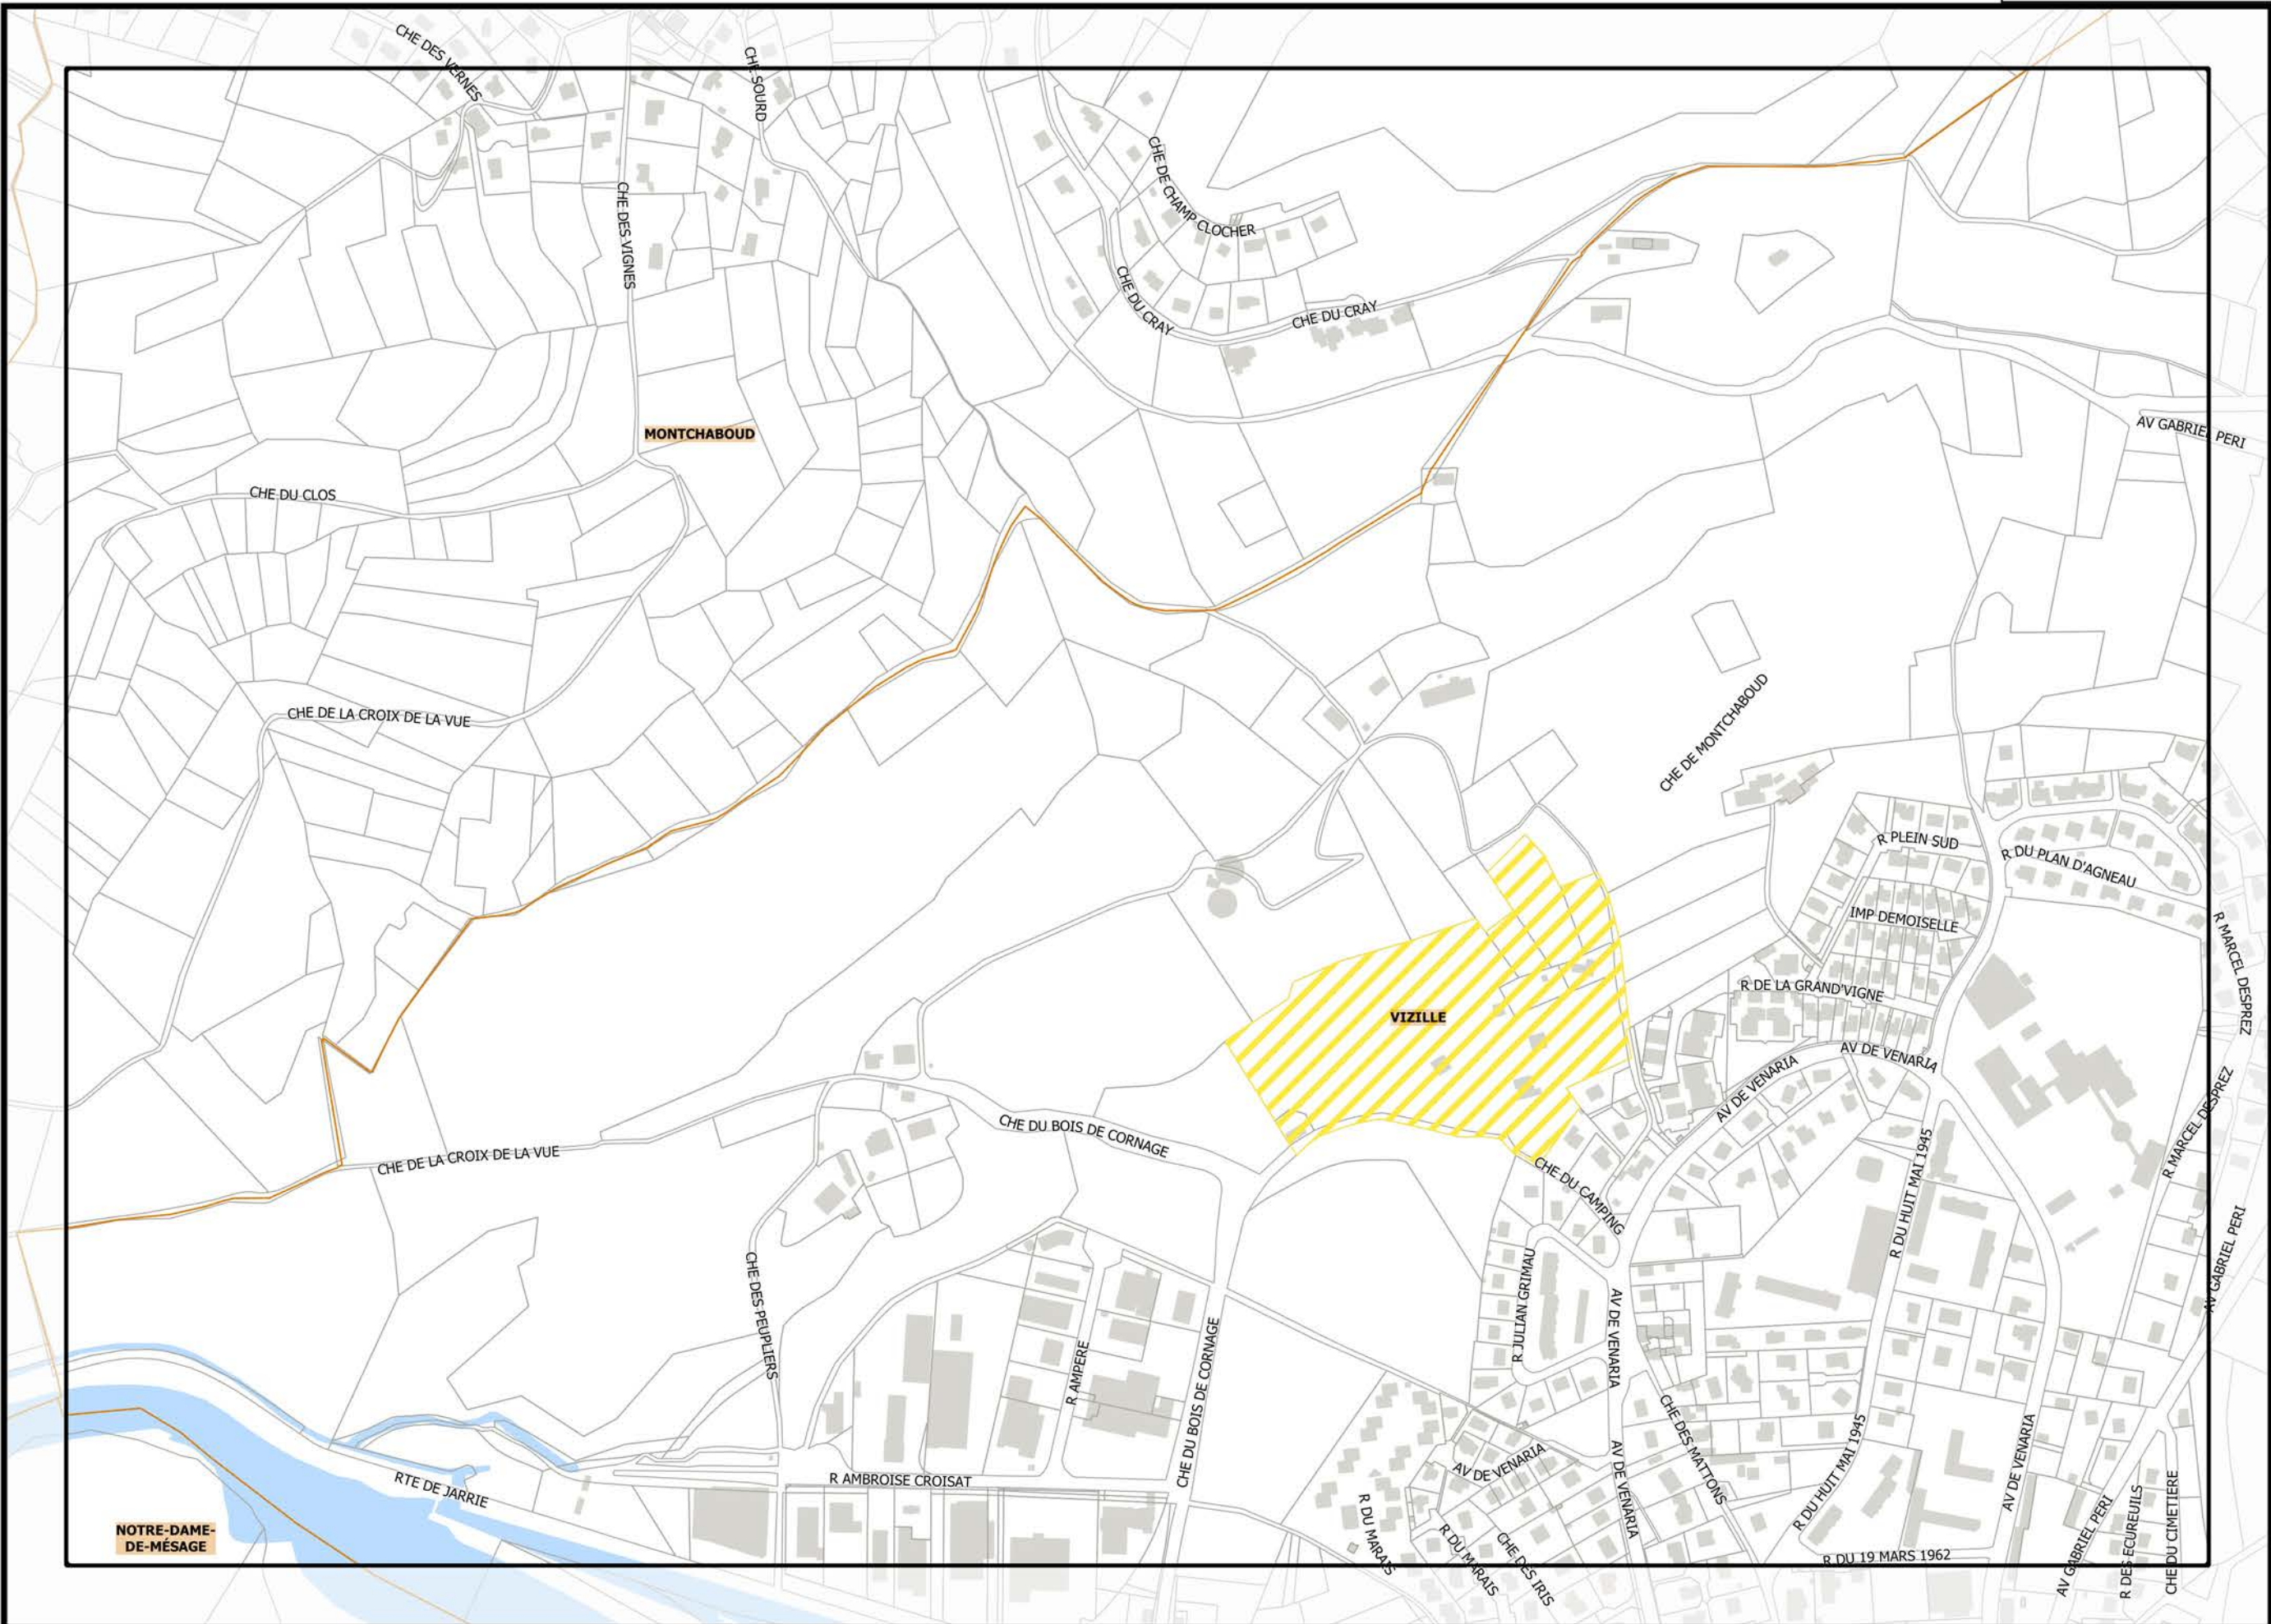 CHE DES VERNES
CHE SOURD
CHE DE CHAMP CLOCHER
CHE DES VIGNES
CHE DU CRAY
CHE DU CRAY
AV GABRIEL PERI
MONTCHABOUD
CHE DU CLOS
CHE DE LA CROIX DE LA VUE
CHE DE MONTCHABOUD
R PLEIN SUD
R DU PLAN D'AGNEAU
IMP DEMOISELLE
R MARCEL DESPREZ
R DE LA GRAND'VIGNE
VIZILLE
AV DE VENARIA
AV DE VENARIA
R MARCEL DESPREZ
CHE DU BOIS DE CORNAGE
CHE DE LA CROIX DE LA VUE
CHE DU CAMPING
R DU HUIT MAI 1945
AV GABRIEL PERI
CHE DES PEUPLIERS
R JULIAN GRIMAU
AV DE VENARIA
R AMPERE
CHE DU BOIS DE CORNAGE
CHE DES MATTONS
R DU HUIT MAI 1945
AV DE VENARIA
AV DE VENARIA
AV DE VENARIA
R AMBROISE CROISAT
RTE DE JARRIE
R DU MARAIS
R DU MARAIS
CHE DES IRIS
AV GABRIEL PERI
R DES ECUREUILS
CHE DU CIMETIERE
NOTRE-DAME-
DE-MÉSAGE
R DU 19 MARS 1962